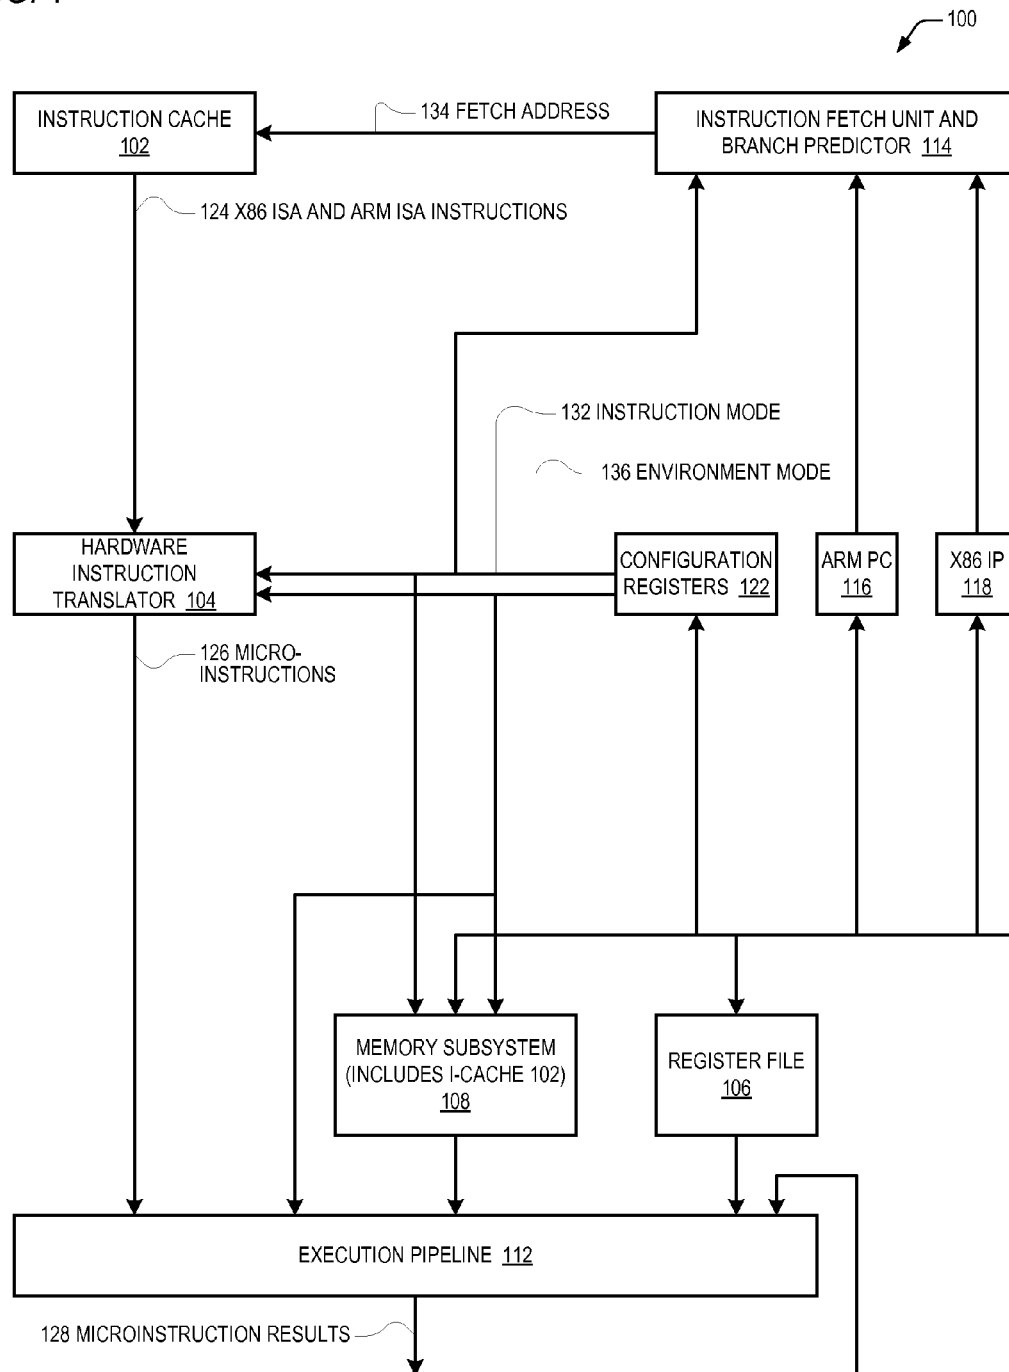 100
INSTRUCTION CACHE
102
134 FETCH ADDRESS
INSTRUCTION FETCH UNIT AND
BRANCH PREDICTOR 114
124 X86 ISA AND ARM ISA INSTRUCTIONS
132 INSTRUCTION MODE
136 ENVIRONMENT MODE
HARDWARE
INSTRUCTION
TRANSLATOR 104
CONFIGURATION
REGISTERS 122
ARM PC
116
X86 IP
118
126 MICRO-
INSTRUCTIONS
MEMORY SUBSYSTEM
(INCLUDES I-CACHE 102)
108
REGISTER FILE
106
EXECUTION PIPELINE 112
128 MICROINSTRUCTION RESULTS